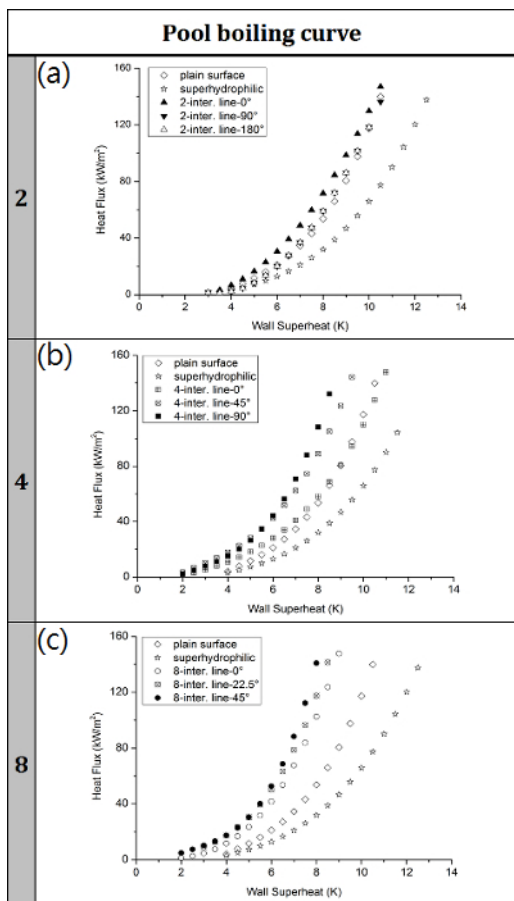 Pool boiling curve
2
(a)
plain surface
superhydrophilic
2-inter. line-0°
2-inter. line-90°
2-inter. line-180°
Heat Flux (kW/m²)
160
120
80
40
0
0 2 4 6 8 10 12 14
Wall Superheat (K)
4
(b)
plain surface
superhydrophilic
4-inter. line-0°
4-inter. line-45°
4-inter. line-90°
Heat Flux (kW/m²)
160
120
80
40
0
0 2 4 6 8 10 12 14
Wall Superheat (K)
8
(c)
plain surface
superhydrophilic
8-inter. line-0°
8-inter. line-22.5°
8-inter. line-45°
Heat Flux (kW/m²)
160
120
80
40
0
0 2 4 6 8 10 12 14
Wall Superheat (K)